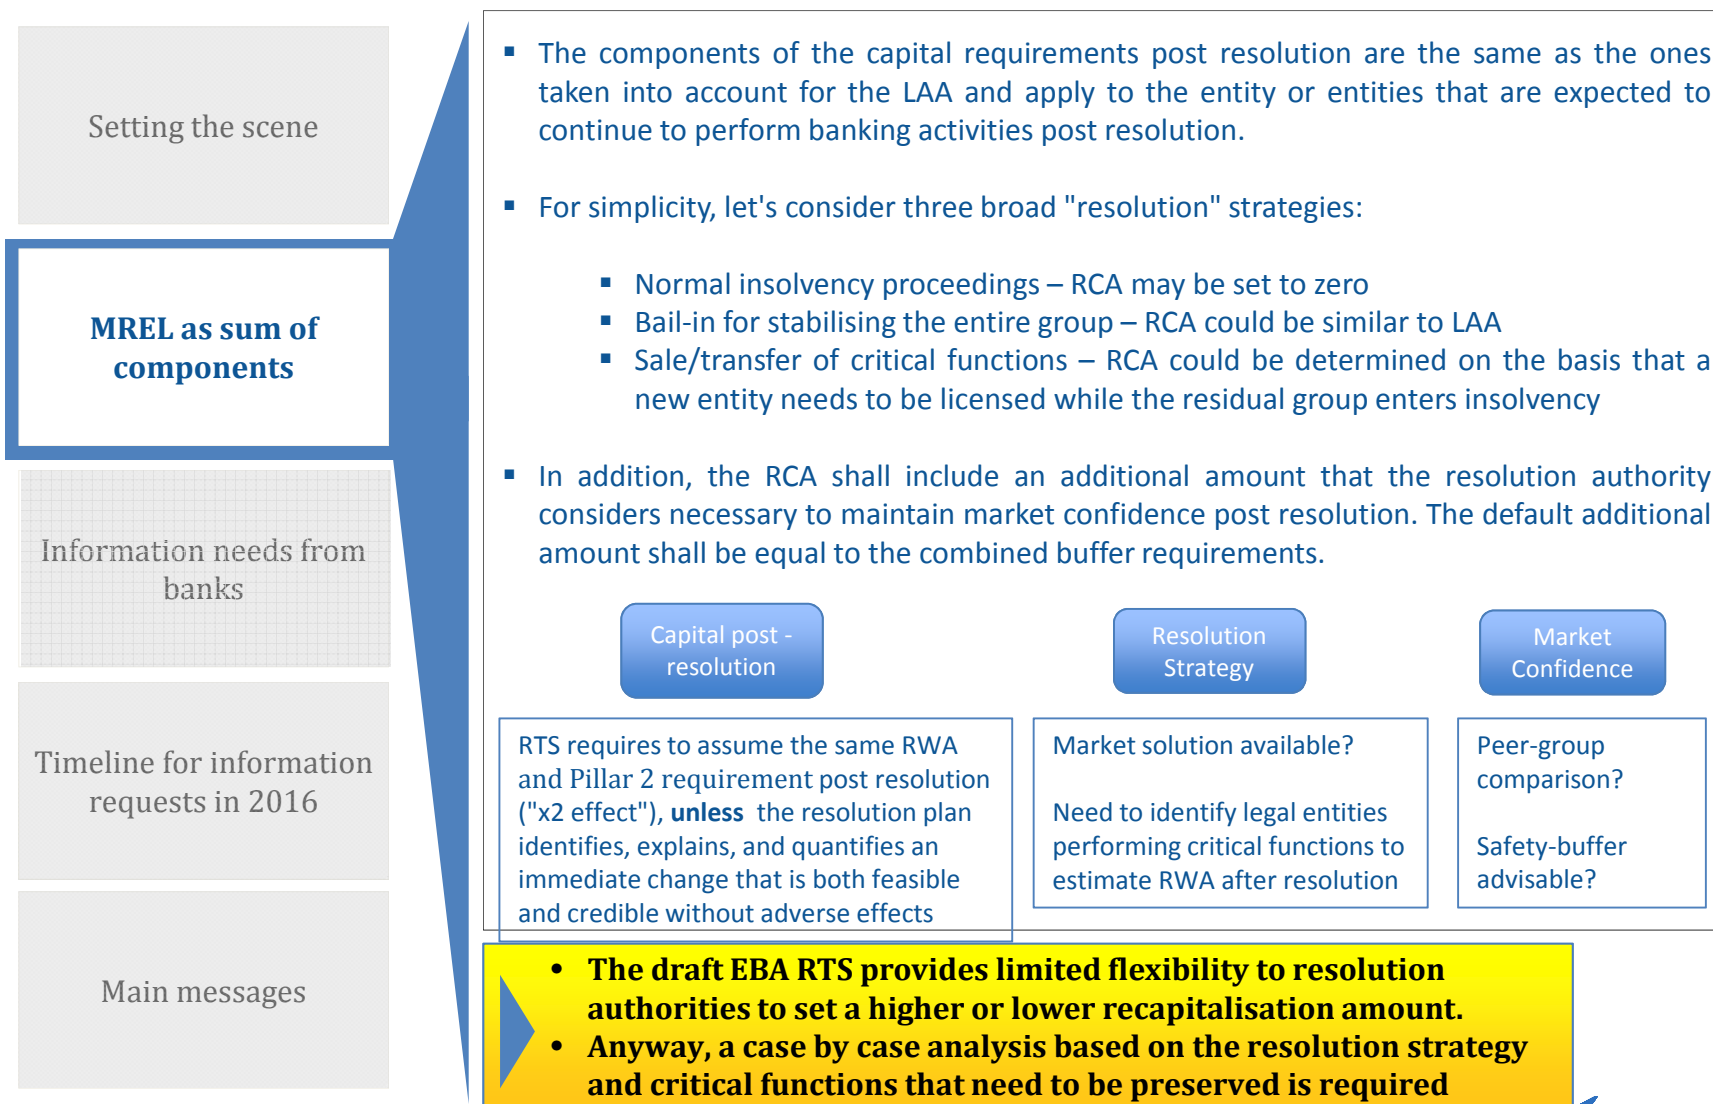 Setting the scene
MREL as sum of
components
Information needs from
banks
Timeline for information
requests in 2016
Main messages
▪ The components of the capital requirements post resolution are the same as the ones
taken into account for the LAA and apply to the entity or entities that are expected to
continue to perform banking activities post resolution.
▪ For simplicity, let's consider three broad "resolution" strategies:
▪ Normal insolvency proceedings – RCA may be set to zero
▪ Bail-in for stabilising the entire group – RCA could be similar to LAA
▪ Sale/transfer of critical functions – RCA could be determined on the basis that a
new entity needs to be licensed while the residual group enters insolvency
▪ In addition, the RCA shall include an additional amount that the resolution authority
considers necessary to maintain market confidence post resolution. The default additional
amount shall be equal to the combined buffer requirements.
Capital post -
resolution
RTS requires to assume the same RWA
and Pillar 2 requirement post resolution
("x2 effect"), unless the resolution plan
identifies, explains, and quantifies an
immediate change that is both feasible
and credible without adverse effects
Resolution
Strategy
Market solution available?
Need to identify legal entities
performing critical functions to
estimate RWA after resolution
Market
Confidence
Peer-group
comparison?
Safety-buffer
advisable?
• The draft EBA RTS provides limited flexibility to resolution
authorities to set a higher or lower recapitalisation amount.
• Anyway, a case by case analysis based on the resolution strategy
and critical functions that need to be preserved is required